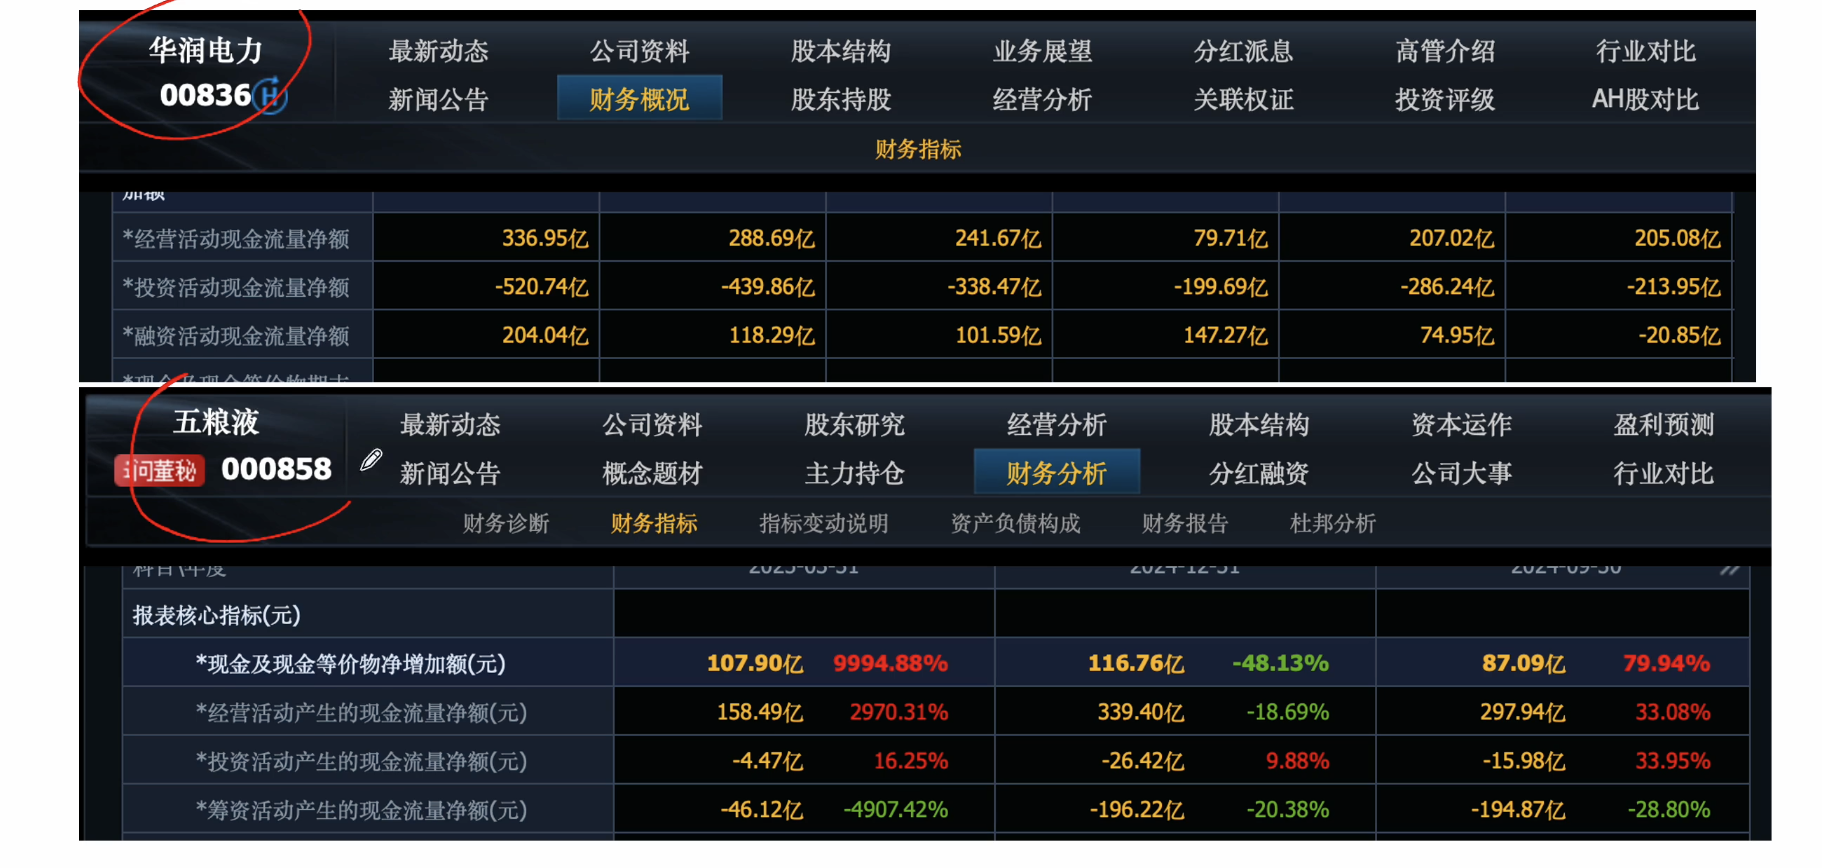 华润电力 最新动态 公司资料 股本结构 业务展望 分红派息 高管介绍 行业对比
00836 H 新闻公告 财务概况 股东持股 经营分析 关联权证 投资评级 AH股对比
财务指标
加额
*经营活动现金流量净额 336.95亿 288.69亿 241.67亿 79.71亿 207.02亿 205.08亿
*投资活动现金流量净额 -520.74亿 -439.86亿 -338.47亿 -199.69亿 -286.24亿 -213.95亿
*融资活动现金流量净额 204.04亿 118.29亿 101.59亿 147.27亿 74.95亿 -20.85亿
*现金及现金等价物期末
五粮液 最新动态 公司资料 股东研究 经营分析 股本结构 资本运作 盈利预测
问董秘 000858 新闻公告 概念题材 主力持仓 财务分析 分红融资 公司大事 行业对比
财务诊断 财务指标 指标变动说明 资产负债构成 财务报告 杜邦分析
科目\年度 2025-03-31 2024-12-31 2024-09-30 >>
报表核心指标(元)
*现金及现金等价物净增加额(元) 107.90亿 9994.88% 116.76亿 -48.13% 87.09亿 79.94%
*经营活动产生的现金流量净额(元) 158.49亿 2970.31% 339.40亿 -18.69% 297.94亿 33.08%
*投资活动产生的现金流量净额(元) -4.47亿 16.25% -26.42亿 9.88% -15.98亿 33.95%
*筹资活动产生的现金流量净额(元) -46.12亿 -4907.42% -196.22亿 -20.38% -194.87亿 -28.80%